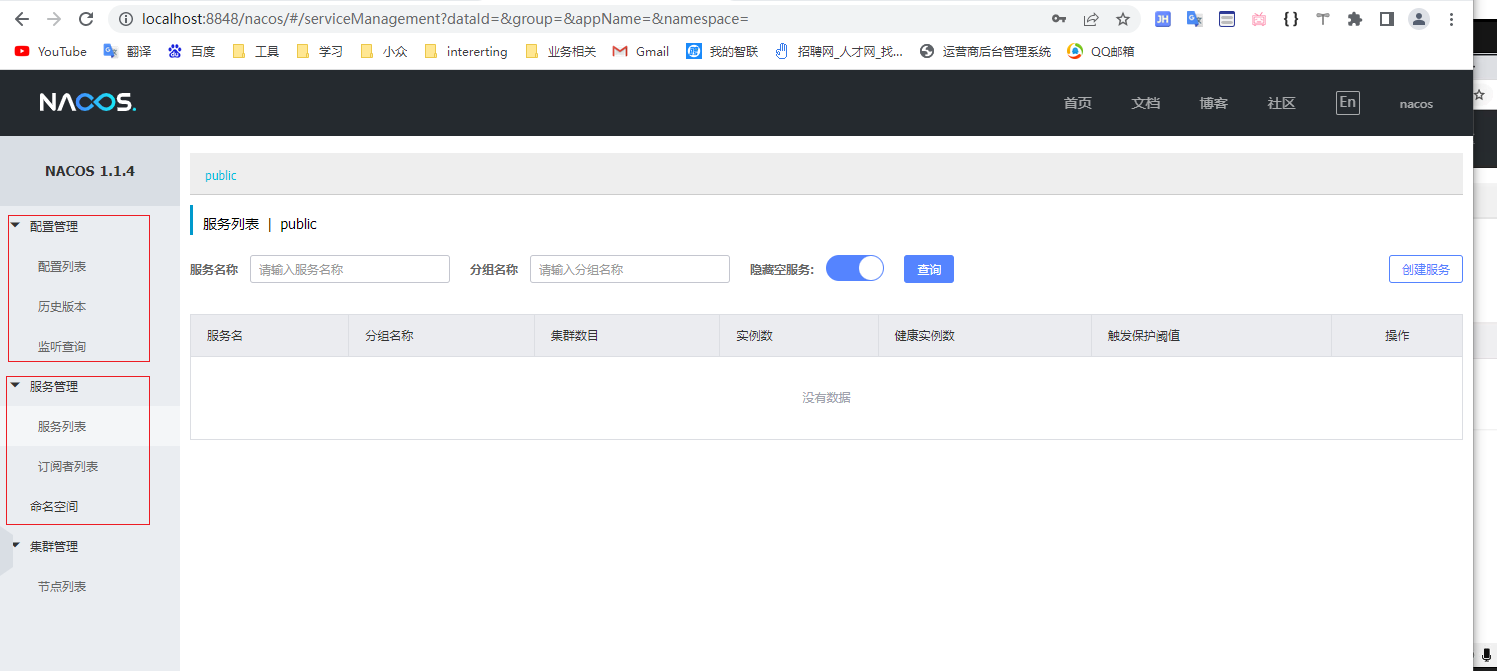 localhost:8848/nacos/#/serviceManagement?dataId=&group=&appName=&namespace=
JH
YouTube 翻译 百度 工具 学习 小众 intererting 业务相关 Gmail 我的智联 招聘网_人才网_找... 运营商后台管理系统 QQ邮箱
NACOS. 首页 文档 博客 社区 En nacos
NACOS 1.1.4
配置管理
配置列表
历史版本
监听查询
服务管理
服务列表
订阅者列表
命名空间
集群管理
节点列表
public
服务列表 | public
服务名称 请输入服务名称 分组名称 请输入分组名称 隐藏空服务: 查询 创建服务
服务名 分组名称 集群数目 实例数 健康实例数 触发保护阈值 操作
没有数据